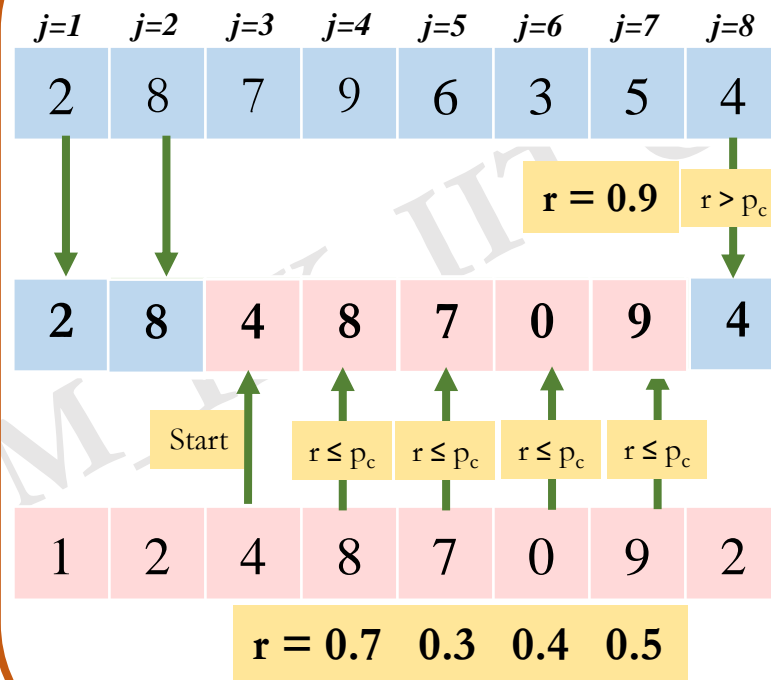 j=1 j=2 j=3 j=4 j=5 j=6 j=7 j=8
2 8 7 9 6 3 5 4
r = 0.9 r > pc
2 8 4 8 7 0 9 4
Start r ≤ pc r ≤ pc r ≤ pc r ≤ pc
1 2 4 8 7 0 9 2
r = 0.7 0.3 0.4 0.5